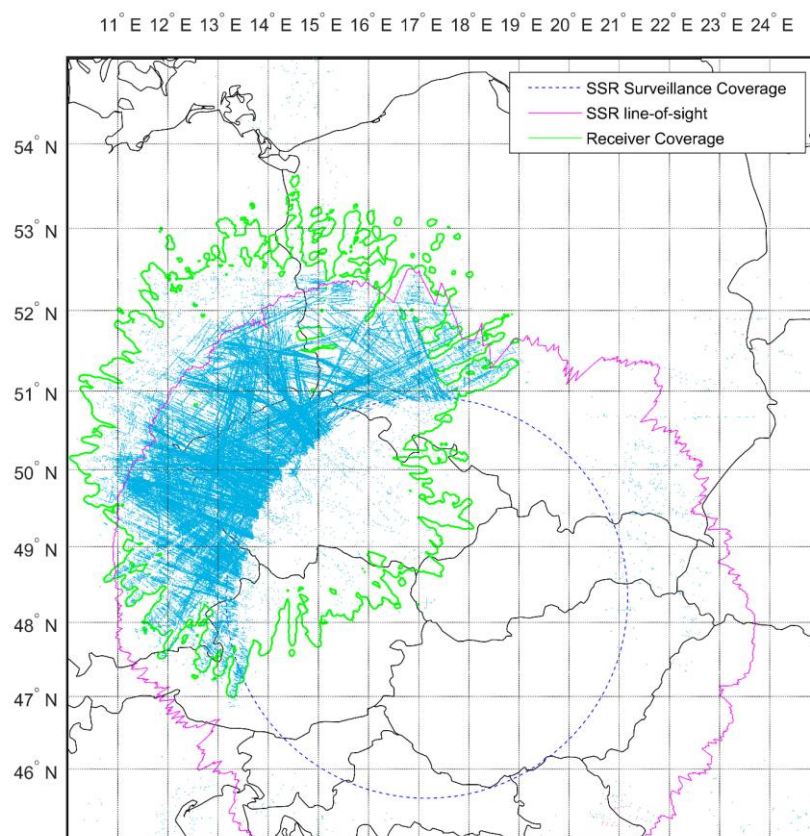 11° E 12° E 13° E 14° E 15° E 16° E 17° E 18° E 19° E 20° E 21° E 22° E 23° E 24° E
SSR Surveillance Coverage
SSR line-of-sight
Receiver Coverage
54° N
53° N
52° N
51° N
50° N
49° N
48° N
47° N
46° N